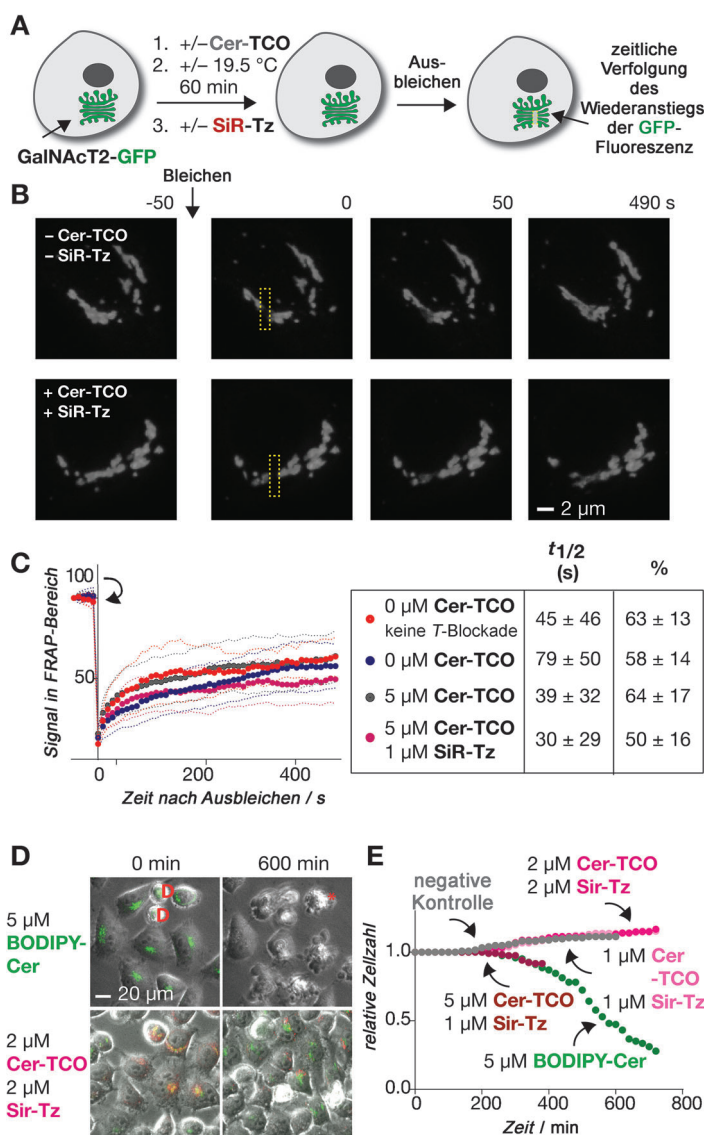 A
1. +/–Cer-TCO
2. +/– 19.5 °C
60 min
3. +/– SiR-Tz
GalNAcT2-GFP
Aus-
bleichen
zeitliche
Verfolgung
des
Wiederanstiegs
der GFP-
Fluoreszenz
B
Bleichen
-50
0
50
490 s
– Cer-TCO
– SiR-Tz
+ Cer-TCO
+ SiR-Tz
2 µm
C
Signal in FRAP-Bereich
100
50
0
200
400
Zeit nach Ausbleichen / s
t1/2
(s)
%
0 µM Cer-TCO
keine T-Blockade
45 ± 46
63 ± 13
0 µM Cer-TCO
79 ± 50
58 ± 14
5 µM Cer-TCO
39 ± 32
64 ± 17
5 µM Cer-TCO
1 µM SiR-Tz
30 ± 29
50 ± 16
D
0 min
600 min
5 µM
BODIPY-
Cer
D
D
*
20 µm
2 µM
Cer-TCO
2 µM
Sir-Tz
E
relative Zellzahl
1.0
0.5
0.0
0
200
400
600
800
Zeit / min
negative
Kontrolle
2 µM Cer-TCO
2 µM Sir-Tz
1 µM Cer
-TCO
1 µM Sir-Tz
5 µM Cer-TCO
1 µM Sir-Tz
5 µM BODIPY-Cer